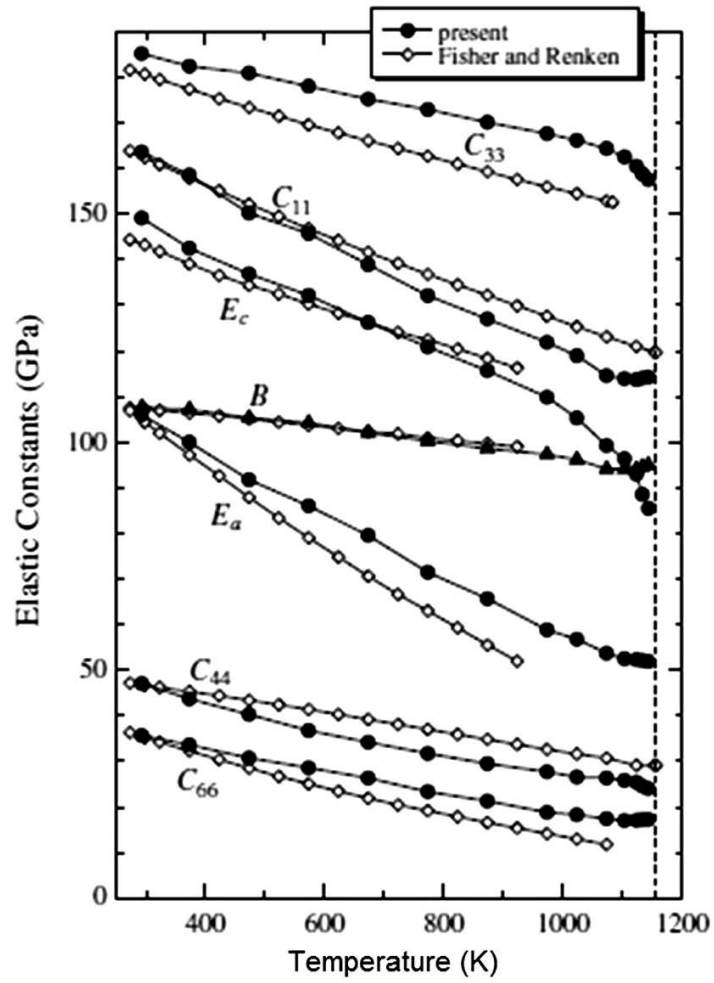 present
Fisher and Renken
C33
C11
150
Ec
B
100
Ea
50
C44
C66
0
400
600
800
1000
1200
Elastic Constants (GPa)
Temperature (K)